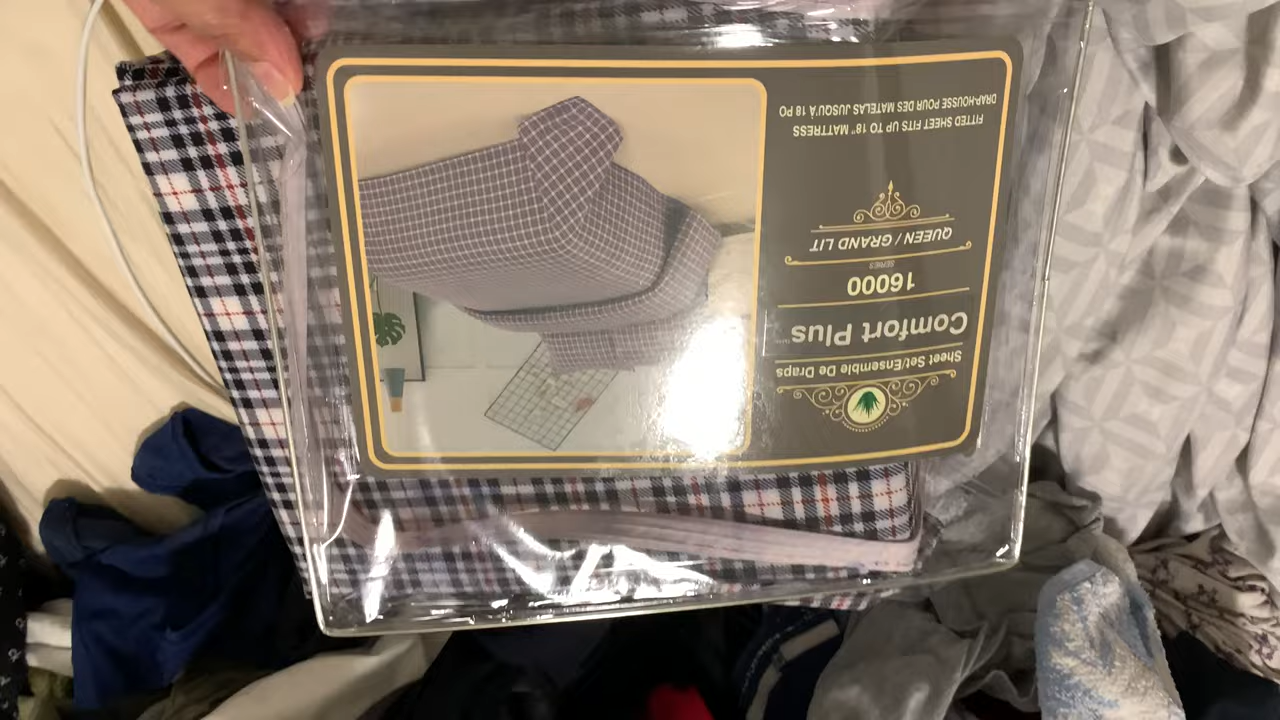 Sheet Set/Ensemble De Draps
Comfort Plus
16000
SERIES
QUEEN / GRAND LIT
FITTED SHEET FITS UP TO 18" MATTRESS
DRAP-HOUSSE POUR DES MATELAS JUSQU'À 18 PO